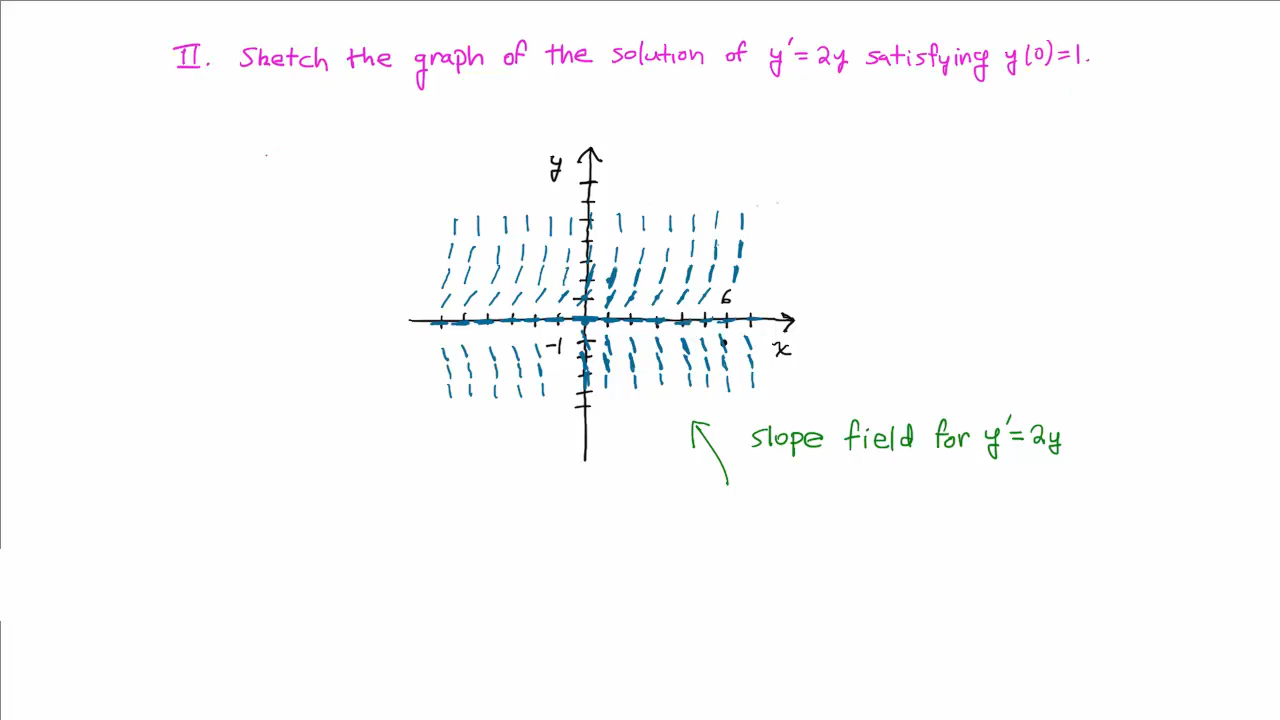 II. Sketch the graph of the solution of y' = 2y satisfying y(0)=1.
y
6
-1
x
slope field for y' = 2y